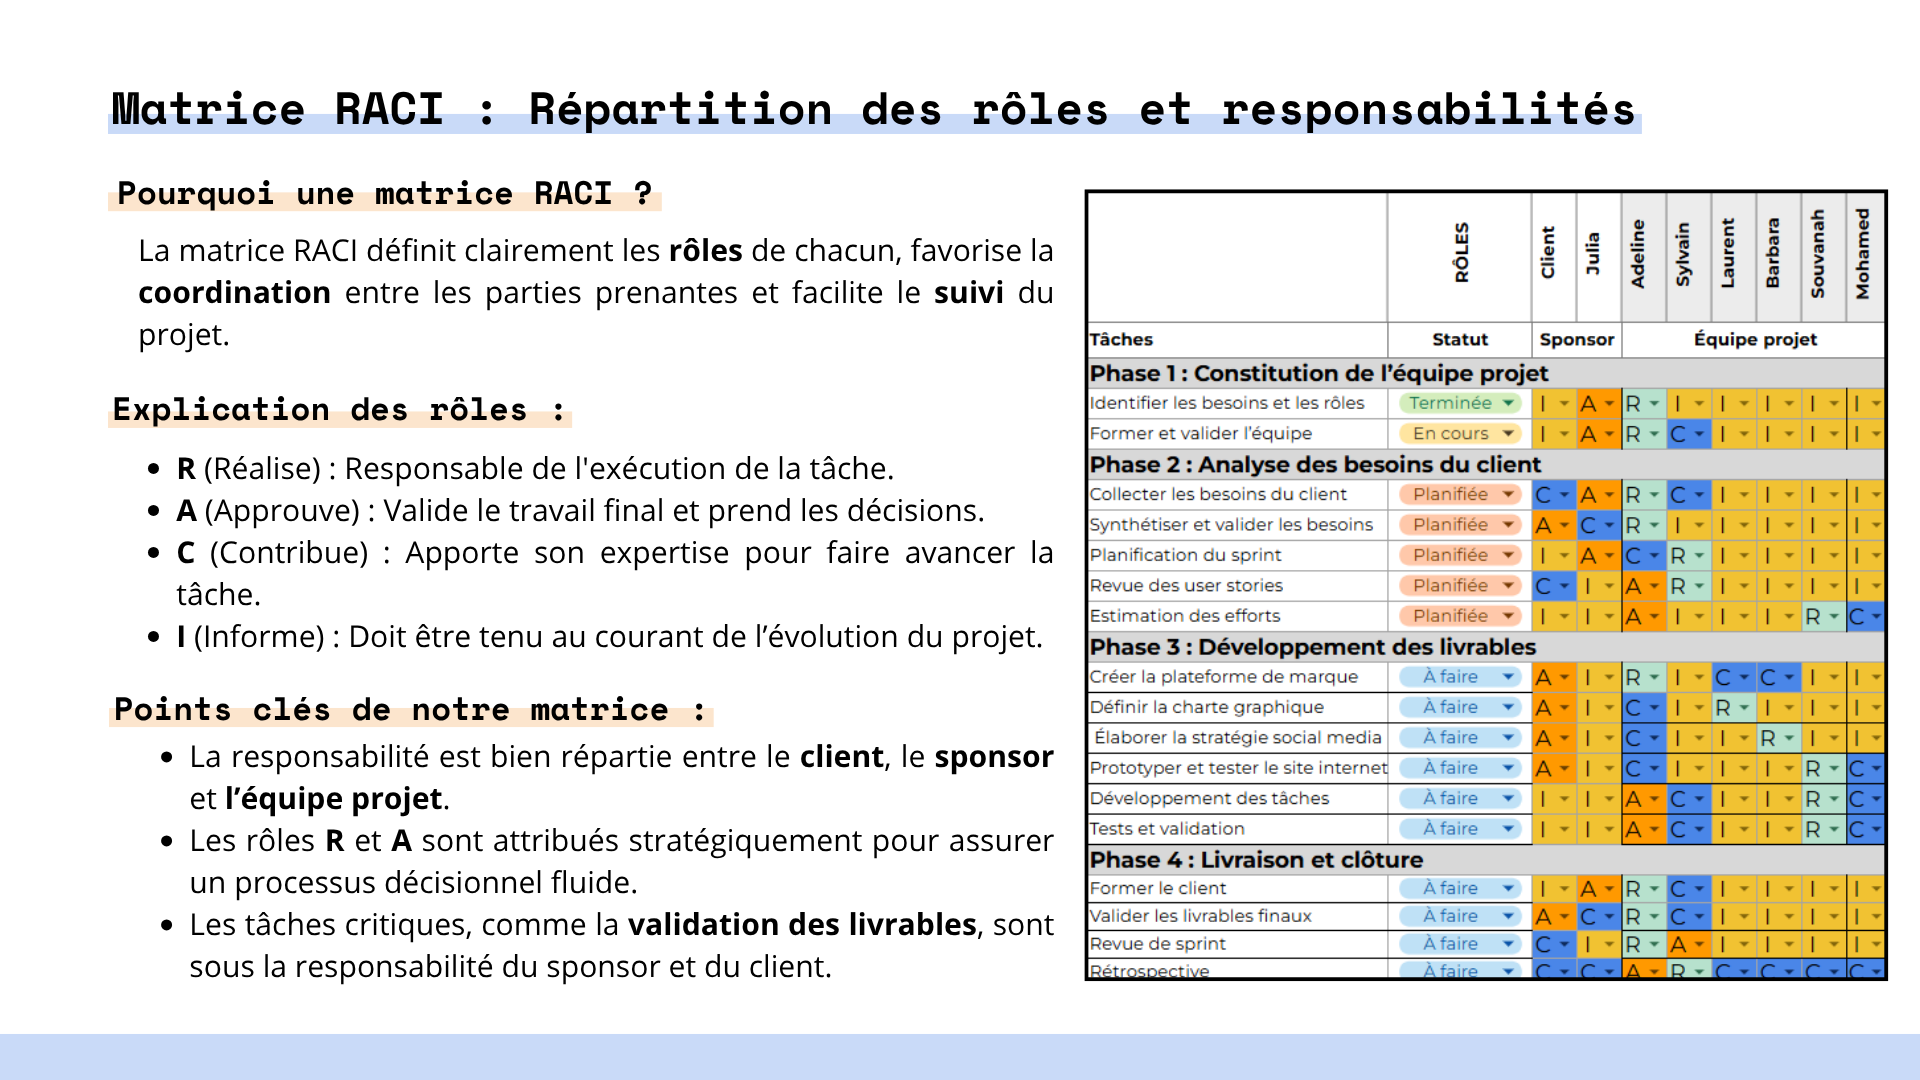 Matrice RACI : Répartition des rôles et responsabilités
Pourquoi une matrice RACI ?
La matrice RACI définit clairement les rôles de chacun, favorise la
coordination entre les parties prenantes et facilite le suivi du
projet.
Explication des rôles :
R (Réalise) : Responsable de l'exécution de la tâche.
A (Approuve) : Valide le travail final et prend les décisions.
C (Contribue) : Apporte son expertise pour faire avancer la
tâche.
I (Informe) : Doit être tenu au courant de l’évolution du projet.
Points clés de notre matrice :
La responsabilité est bien répartie entre le client, le sponsor
et l’équipe projet.
Les rôles R et A sont attribués stratégiquement pour assurer
un processus décisionnel fluide.
Les tâches critiques, comme la validation des livrables, sont
sous la responsabilité du sponsor et du client.
RÔLES Client Julia Adeline Sylvain Laurent Barbara Souvanah Mohamed
Tâches Statut Sponsor Équipe projet
Phase 1 : Constitution de l’équipe projet
Identifier les besoins et les rôles Terminée I A R I I I I I
Former et valider l’équipe En cours I A R C I I I I
Phase 2 : Analyse des besoins du client
Collecter les besoins du client Planifiée C A R C I I I I
Synthétiser et valider les besoins Planifiée A C R I I I I I
Planification du sprint Planifiée I A C R I I I I
Revue des user stories Planifiée C I A R I I I I
Estimation des efforts Planifiée I I A I I I R C
Phase 3 : Développement des livrables
Créer la plateforme de marque À faire A I R I C C I I
Définir la charte graphique À faire A I C I R I I I
Élaborer la stratégie social media À faire A I C I I R I I
Prototyper et tester le site internet À faire A I C I I I R C
Développement des tâches À faire I I A C I I R C
Tests et validation À faire I I A C I I R C
Phase 4 : Livraison et clôture
Former le client À faire I A R C I I I I
Valider les livrables finaux À faire A C R C I I I I
Revue de sprint À faire C I R A I I I I
Rétrospective À faire C C A R C C C C